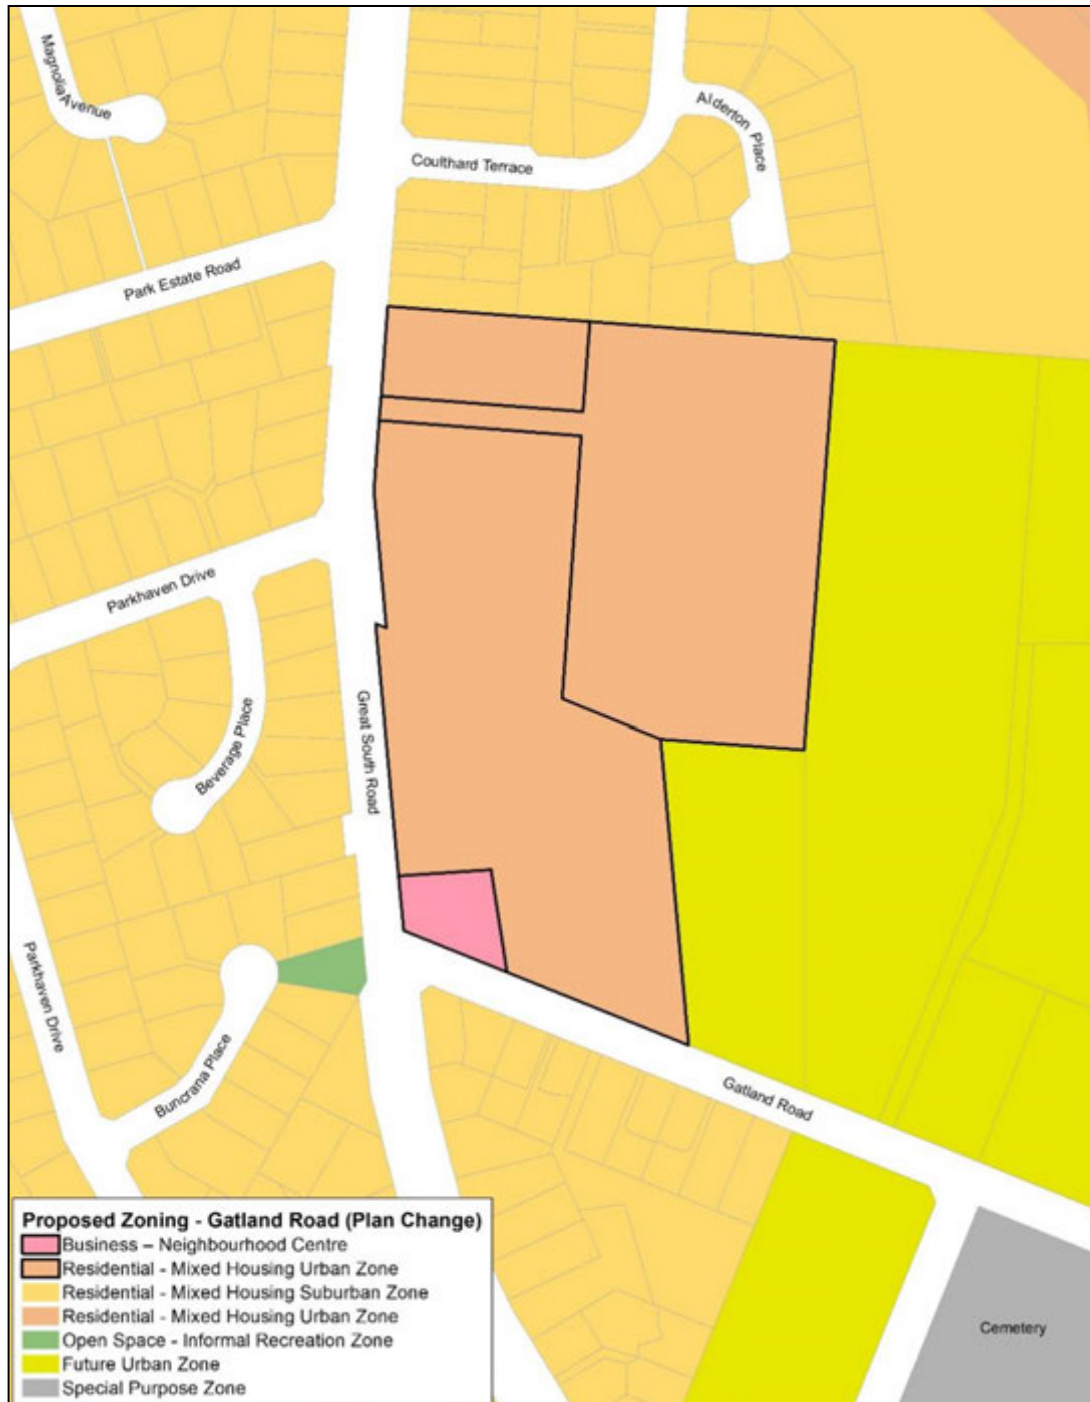 Magnolia Avenue
Alderton Place
Coulthard Terrace
Park Estate Road
Parkhaven Drive
Beverage Place
Great South Road
Parkhaven Drive
Buncrana Place
Gatland Road
Cemetery
Proposed Zoning - Gatland Road (Plan Change)
Business – Neighbourhood Centre
Residential - Mixed Housing Urban Zone
Residential - Mixed Housing Suburban Zone
Residential - Mixed Housing Urban Zone
Open Space - Informal Recreation Zone
Future Urban Zone
Special Purpose Zone